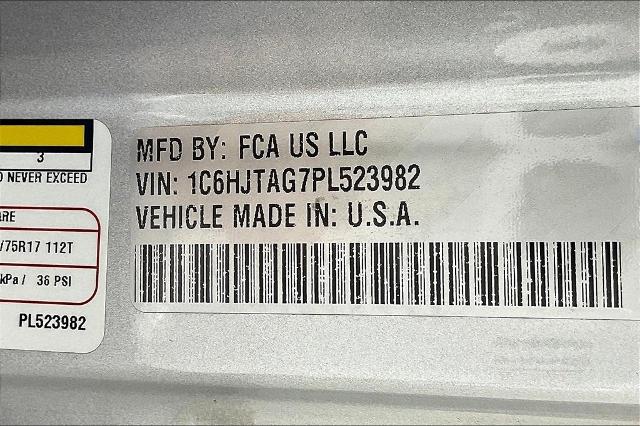 3
NEVER EXCEED
/75R17 112T
kPa / 36 PSI
PL523982
MFD BY: FCA US LLC
VIN: 1C6HJTAG7PL523982
VEHICLE MADE IN: U.S.A.